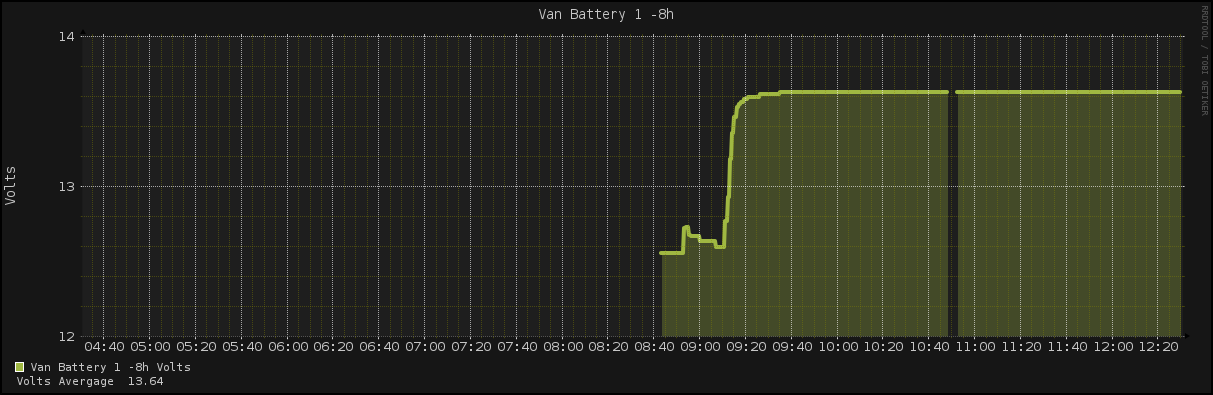 Van Battery 1 -8h
RRDTOOL / TOBI OETIKER
Volts
14
13
12
04:40 05:00 05:20 05:40 06:00 06:20 06:40 07:00 07:20 07:40 08:00 08:20 08:40 09:00 09:20 09:40 10:00 10:20 10:40 11:00 11:20 11:40 12:00 12:20
Van Battery 1 -8h Volts
Volts Avergage 13.64